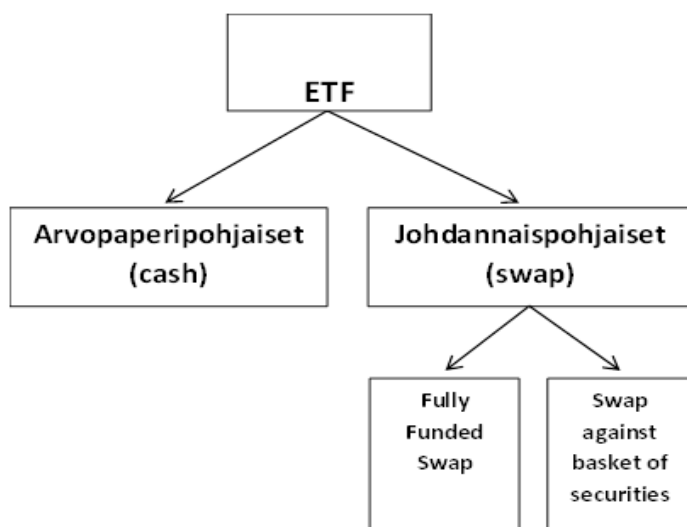 ETF
Arvopaperipohjaiset
(cash)
Johdannaispohjaiset
(swap)
Fully
Funded
Swap
Swap
against
basket of
securities